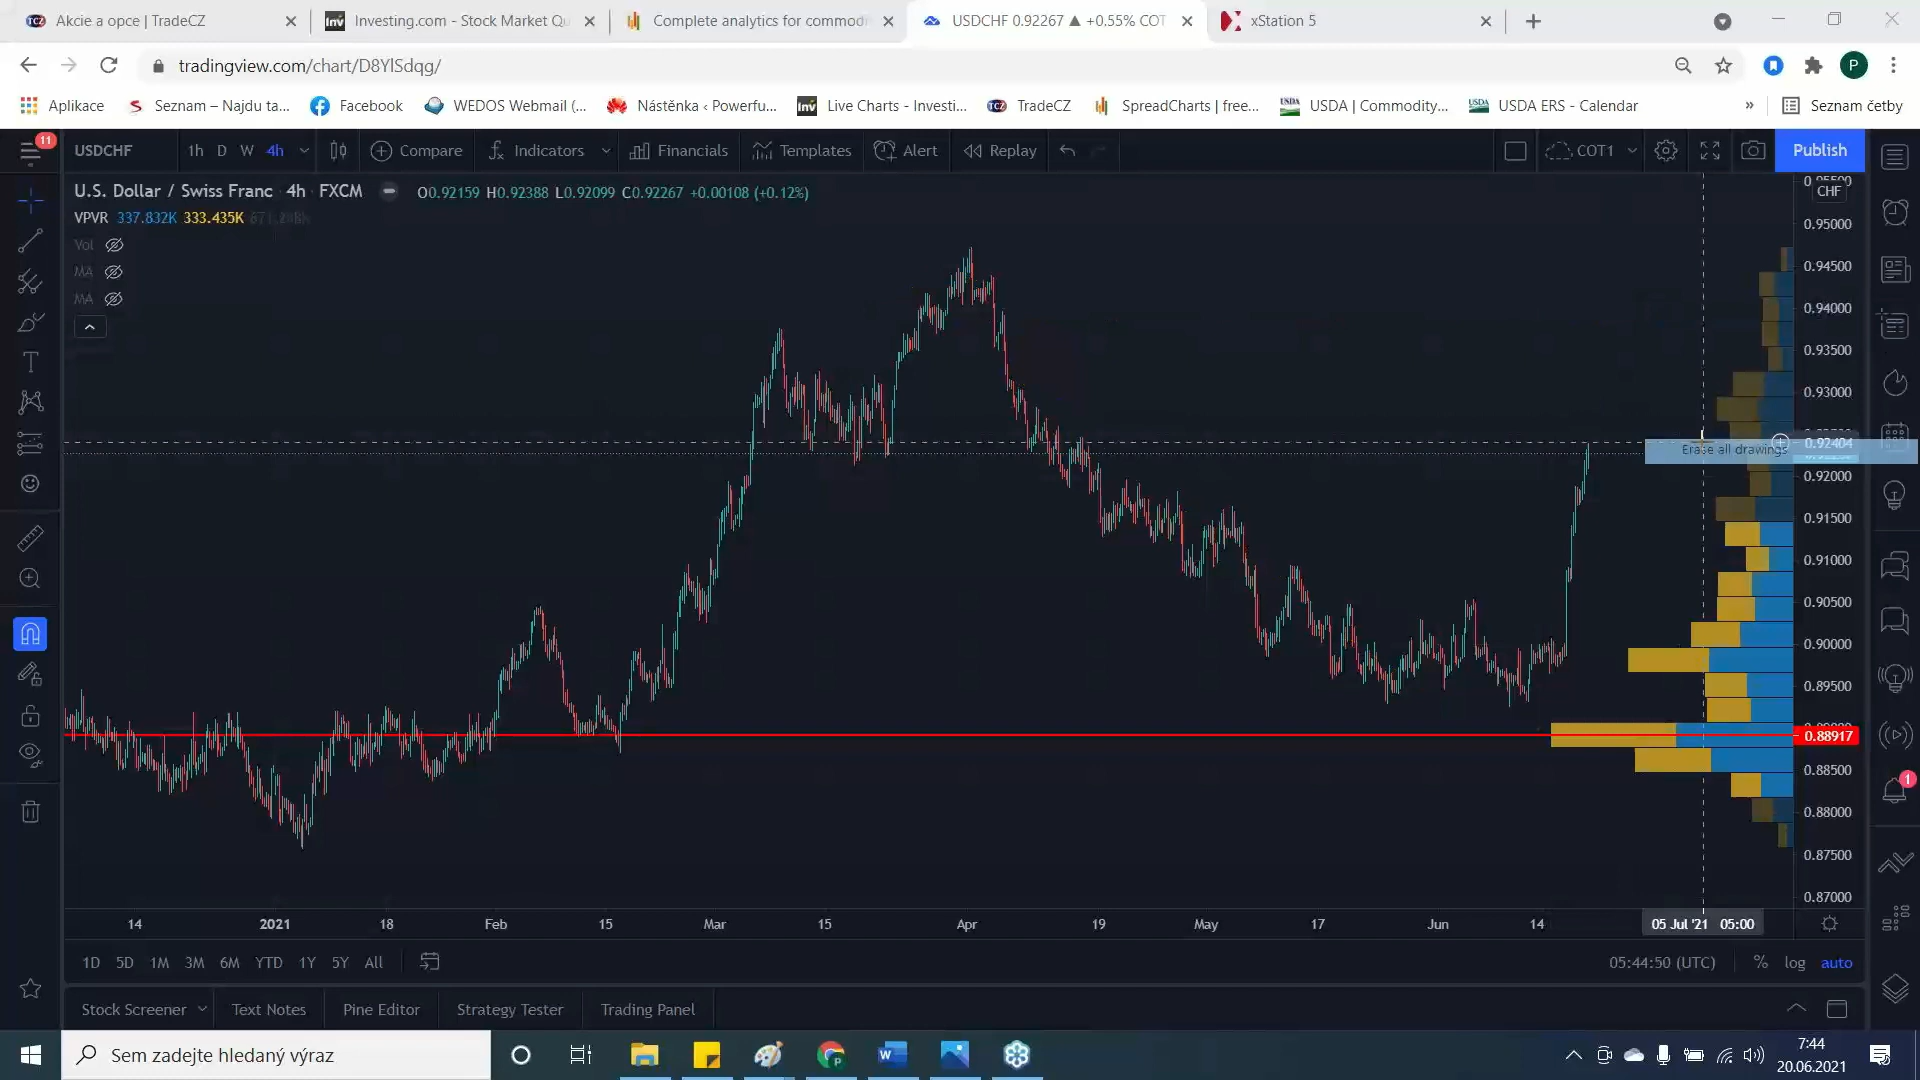 Akcie a opce | TradeCZ
Investing.com - Stock Market Qu
Complete analytics for commodi
USDCHF 0.92267 ▲ +0.55% COT
xStation 5
tradingview.com/chart/D8YlSdqg/
P
Aplikace
Seznam – Najdu ta...
Facebook
WEDOS Webmail (...
Nástěnka ‹ Powerfu...
Live Charts - Investi...
TradeCZ
SpreadCharts | free...
USDA | Commodity...
USDA ERS - Calendar
»
Seznam četby
11
USDCHF
1h D W 4h
Compare
Indicators
Financials
Templates
Alert
Replay
COT1
Publish
U.S. Dollar / Swiss Franc 4h FXCM
O0.92159 H0.92388 L0.92099 C0.92267 +0.00108 (+0.12%)
VPVR 337.832K 333.435K
Vol
MA
MA
CHF
0.95000
0.94500
0.94000
0.93500
0.93000
0.92404
Erase all drawings
0.92000
0.91500
0.91000
0.90500
0.90000
0.89500
0.88917
0.88500
0.88000
0.87500
0.87000
1
14 2021 18 Feb 15 Mar 15 Apr 19 May 17 Jun 14 05 Jul '21 05:00
1D 5D 1M 3M 6M YTD 1Y 5Y All
05:44:50 (UTC) % log auto
Stock Screener Text Notes Pine Editor Strategy Tester Trading Panel
Sem zadejte hledaný výraz
7:44
20.06.2021